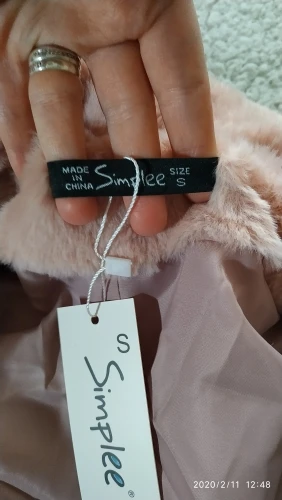 MADE
IN
CHINA
Simplee
SIZE
S
S
Simplee®
2020/2/11 12:48